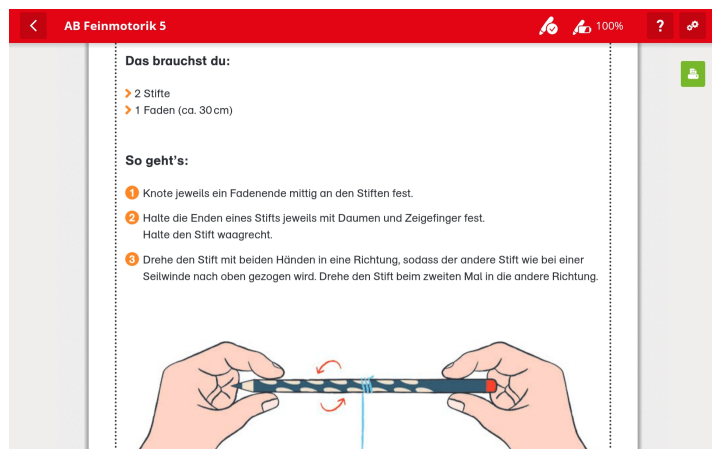 AB Feinmotorik 5
100%
?
Das brauchst du:
2 Stifte
1 Faden (ca. 30 cm)
So geht's:
1 Knote jeweils ein Fadenende mittig an den Stiften fest.
2 Halte die Enden eines Stifts jeweils mit Daumen und Zeigefinger fest.
Halte den Stift waagrecht.
3 Drehe den Stift mit beiden Händen in eine Richtung, sodass der andere Stift wie bei einer
Seilwinde nach oben gezogen wird. Drehe den Stift beim zweiten Mal in die andere Richtung.